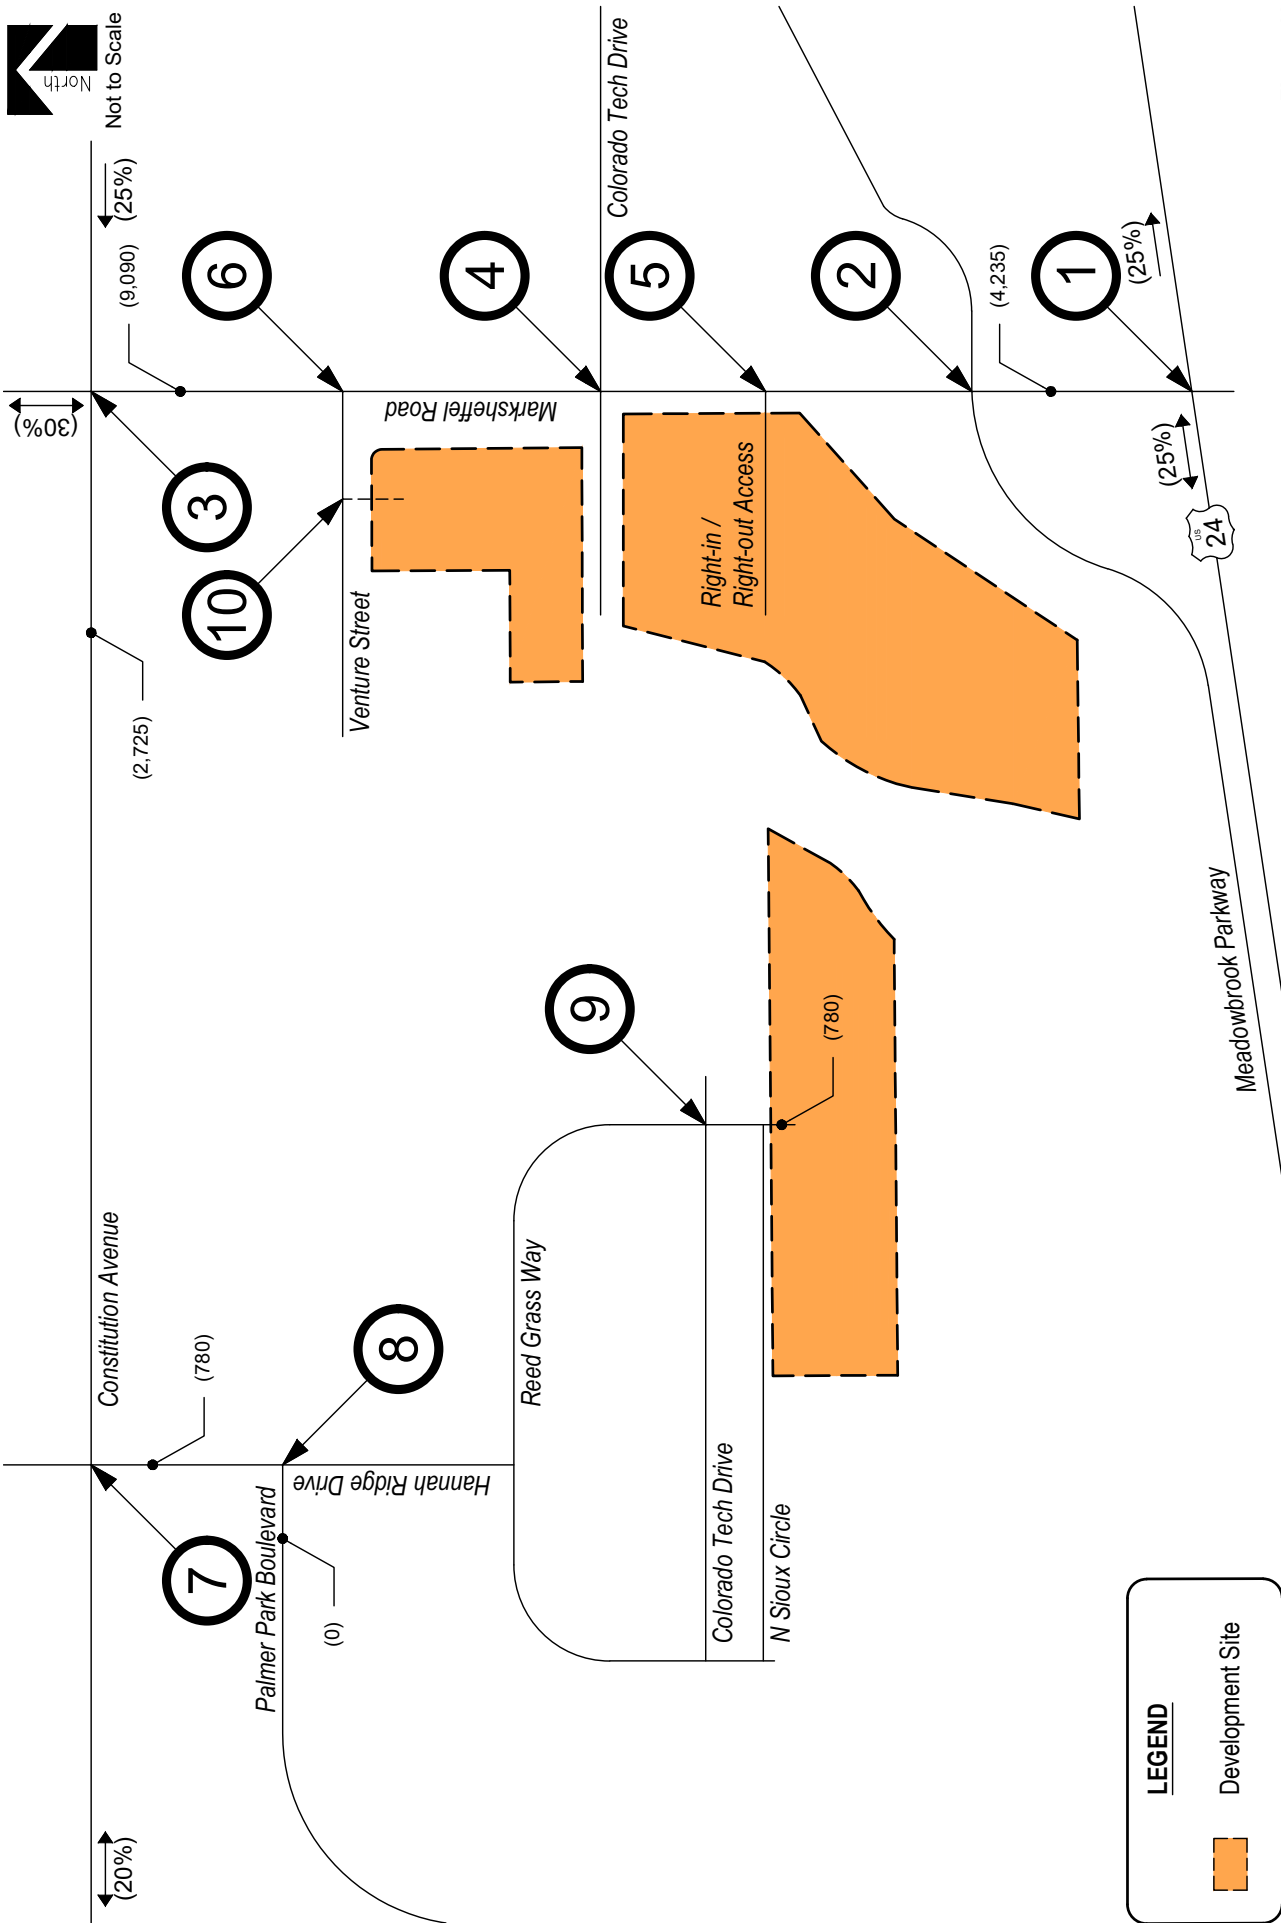 North
Not to Scale
(20%)
Constitution Avenue
(2,725)
(30%)
(25%)
(9,090)
7
(780)
3
6
10
Palmer Park Boulevard
(0)
Hannah Ridge Drive
8
Venture Street
Marksheffel Road
4
Reed Grass Way
9
Colorado Tech Drive
5
Colorado Tech Drive
N Sioux Circle
(780)
Right-in /
Right-out Access
2
(4,235)
1
(25%)
(25%)
US
24
Meadowbrook Parkway
LEGEND
Development Site